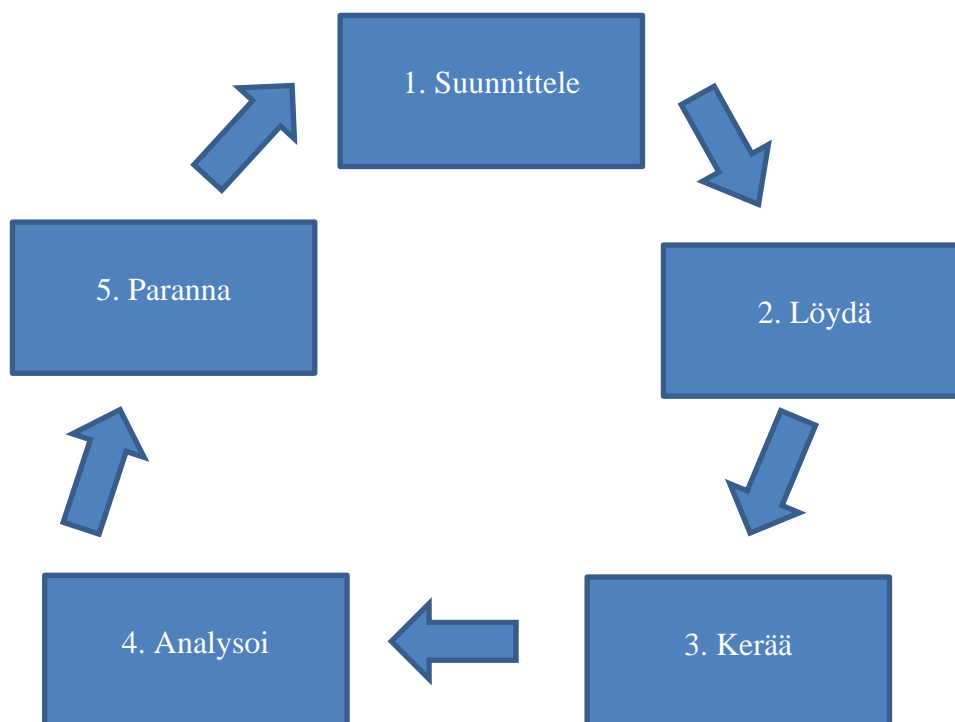 1. Suunnittele
2. Löydä
3. Kerää
4. Analysoi
5. Paranna